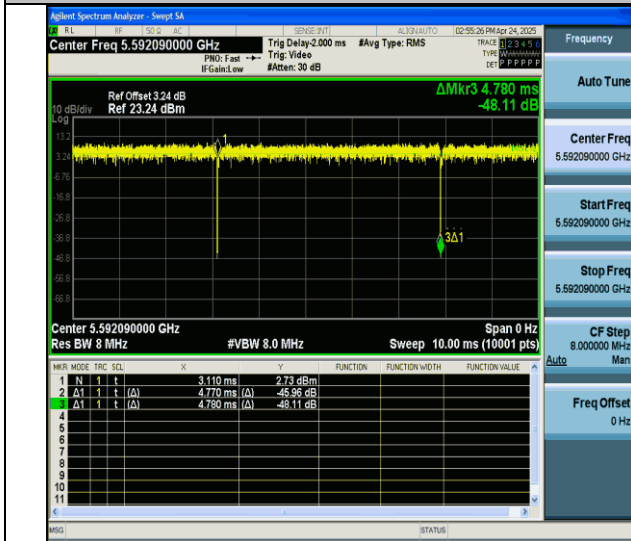 Agilent Spectrum Analyzer - Swept SA
RL RF 50 Ω AC SENSE:INT ALIGNAUTO 02:55:26 PM Apr 24, 2025
Center Freq 5.592090000 GHz
PNO: Fast
IFGain:Low
Trig Delay-2.000 ms
Trig: Video
#Atten: 30 dB
#Avg Type: RMS
TRACE 1 2 3 4 5 6
TYPE
DET P P P P P P
Frequency
Auto Tune
Center Freq
5.592090000 GHz
Start Freq
5.592090000 GHz
Stop Freq
5.592090000 GHz
CF Step
8.000000 MHz
Auto Man
Freq Offset
0 Hz
ΔMkr3 4.780 ms
-48.11 dB
Ref Offset 3.24 dB
10 dB/div Ref 23.24 dBm
Log
13.2
3.24
-6.76
-16.8
-26.8
-36.8
-46.8
-56.8
-66.8
1
3Δ1
Center 5.592090000 GHz Span 0 Hz
Res BW 8 MHz #VBW 8.0 MHz Sweep 10.00 ms (10001 pts)
MKR MODE TRC SCL X Y FUNCTION FUNCTION WIDTH FUNCTION VALUE
1 N 1 t 3.110 ms 2.73 dBm
2 Δ1 1 t (Δ) 4.770 ms (Δ) -45.96 dB
3 Δ1 1 t (Δ) 4.780 ms (Δ) -48.11 dB
4
5
6
7
8
9
10
11
MSG STATUS